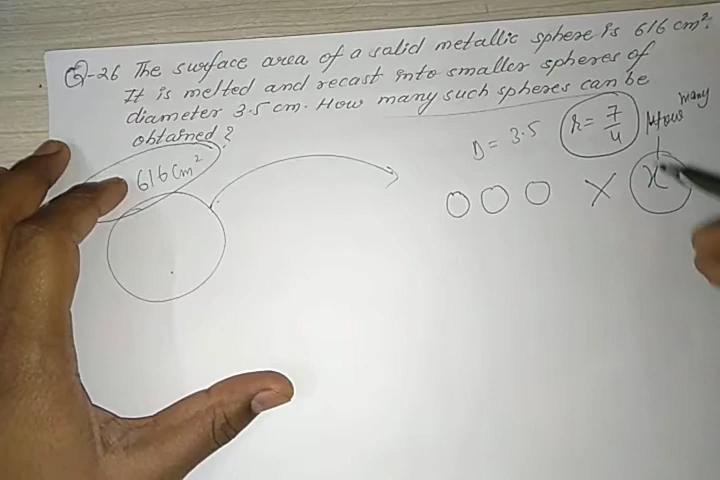 Q-26 The surface area of a solid metallic sphere is 616 cm².
It is melted and recast into smaller spheres of
diameter 3.5 cm. How many such spheres can be
obtained?
616 cm²
D = 3.5
r = 7/4
How many
x